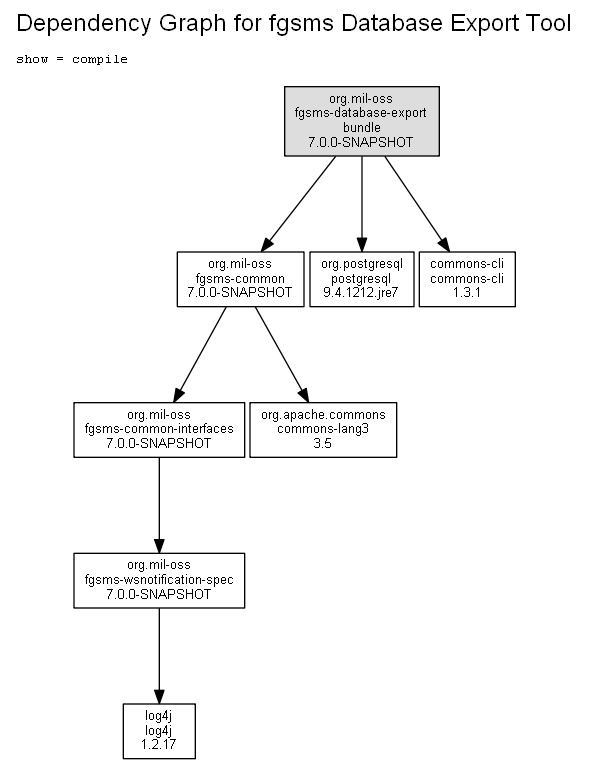 Dependency Graph for fgsms Database Export Tool
show = compile
org.mil-oss
fgsms-database-export
bundle
7.0.0-SNAPSHOT
org.mil-oss
fgsms-common
7.0.0-SNAPSHOT
org.postgresql
postgresql
9.4.1212.jre7
commons-cli
commons-cli
1.3.1
org.mil-oss
fgsms-common-interfaces
7.0.0-SNAPSHOT
org.apache.commons
commons-lang3
3.5
org.mil-oss
fgsms-wsnotification-spec
7.0.0-SNAPSHOT
log4j
log4j
1.2.17